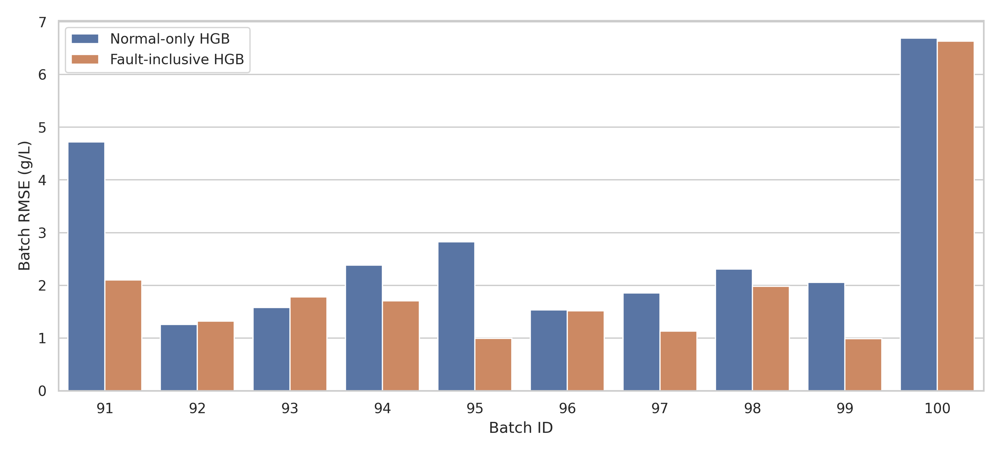 Normal-only HGB
Fault-inclusive HGB
Batch RMSE (g/L)
7
6
5
4
3
2
1
0
91 92 93 94 95 96 97 98 99 100
Batch ID